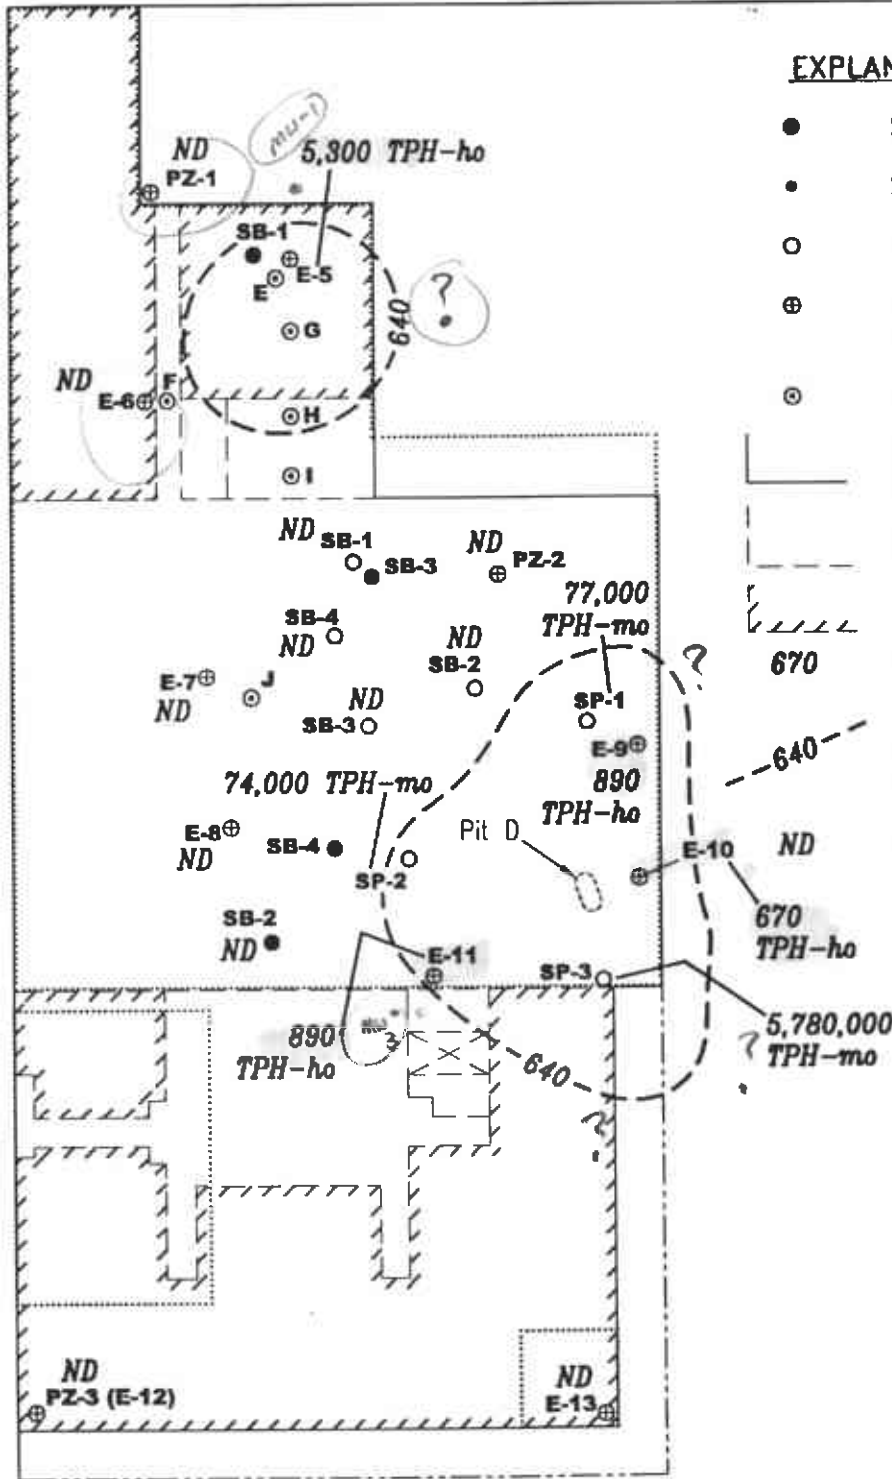 EXPLAN
ND
PZ-1
MW-1
5,300 TPH-ho
SB-1
E-5
E
G
640
?
ND
E-6
F
H
I
ND
SB-1
SB-3
ND
PZ-2
77,000
TPH-mo
SB-4
ND
ND
SB-2
SP-1
?
670
E-7
ND
J
ND
SB-3
E-9
890
TPH-ho
640
74,000 TPH-mo
E-8
ND
SB-4
SP-2
Pit D
E-10
ND
670
TPH-ho
SB-2
ND
E-11
SP-3
890
TPH-ho
5,780,000
TPH-mo
640
?
?
ND
PZ-3 (E-12)
ND
E-13